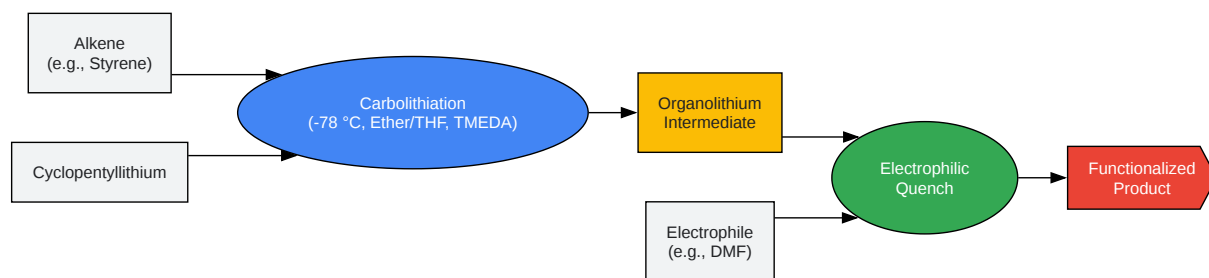 Alkene
(e.g., Styrene)
Cyclopentyllithium
Carbolithiation
(-78 °C, Ether/THF, TMEDA)
Organolithium
Intermediate
Electrophile
(e.g., DMF)
Electrophilic
Quench
Functionalized
Product